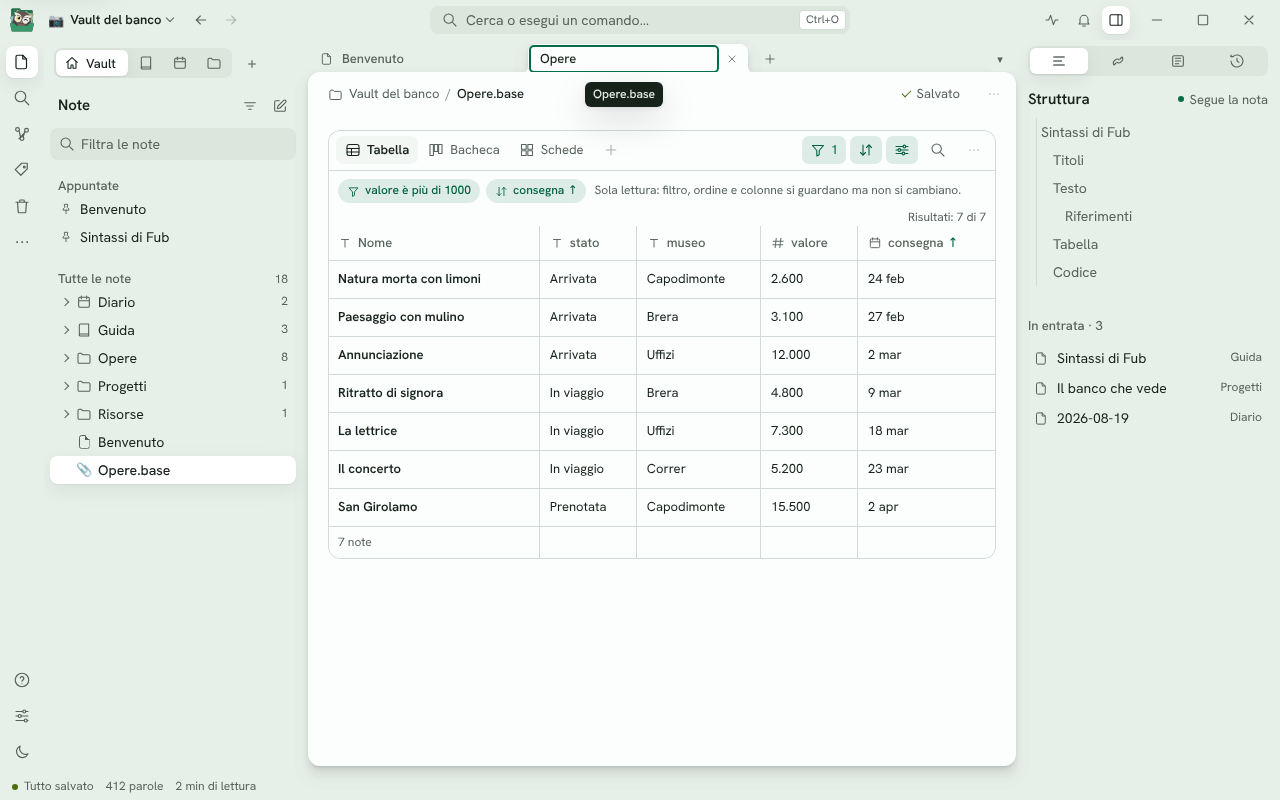 Vault del banco
Cerca o esegui un comando…
Ctrl+O
Vault
Note
Filtra le note
Appuntate
Benvenuto
Sintassi di Fub
Tutte le note 18
Diario 2
Guida 3
Opere 8
Progetti 1
Risorse 1
Benvenuto
Opere.base
Benvenuto
Opere
Opere.base
Vault del banco / Opere.base
Salvato
Tabella
Bacheca
Schede
1
valore è più di 1000
consegna ↑
Sola lettura: filtro, ordine e colonne si guardano ma non si cambiano.
Risultati: 7 di 7
Nome stato museo valore consegna ↑
Natura morta con limoni Arrivata Capodimonte 2.600 24 feb
Paesaggio con mulino Arrivata Brera 3.100 27 feb
Annunciazione Arrivata Uffizi 12.000 2 mar
Ritratto di signora In viaggio Brera 4.800 9 mar
La lettrice In viaggio Uffizi 7.300 18 mar
Il concerto In viaggio Correr 5.200 23 mar
San Girolamo Prenotata Capodimonte 15.500 2 apr
7 note
Struttura
Segue la nota
Sintassi di Fub
Titoli
Testo
Riferimenti
Tabella
Codice
In entrata · 3
Sintassi di Fub Guida
Il banco che vede Progetti
2026-08-19 Diario
Tutto salvato 412 parole 2 min di lettura